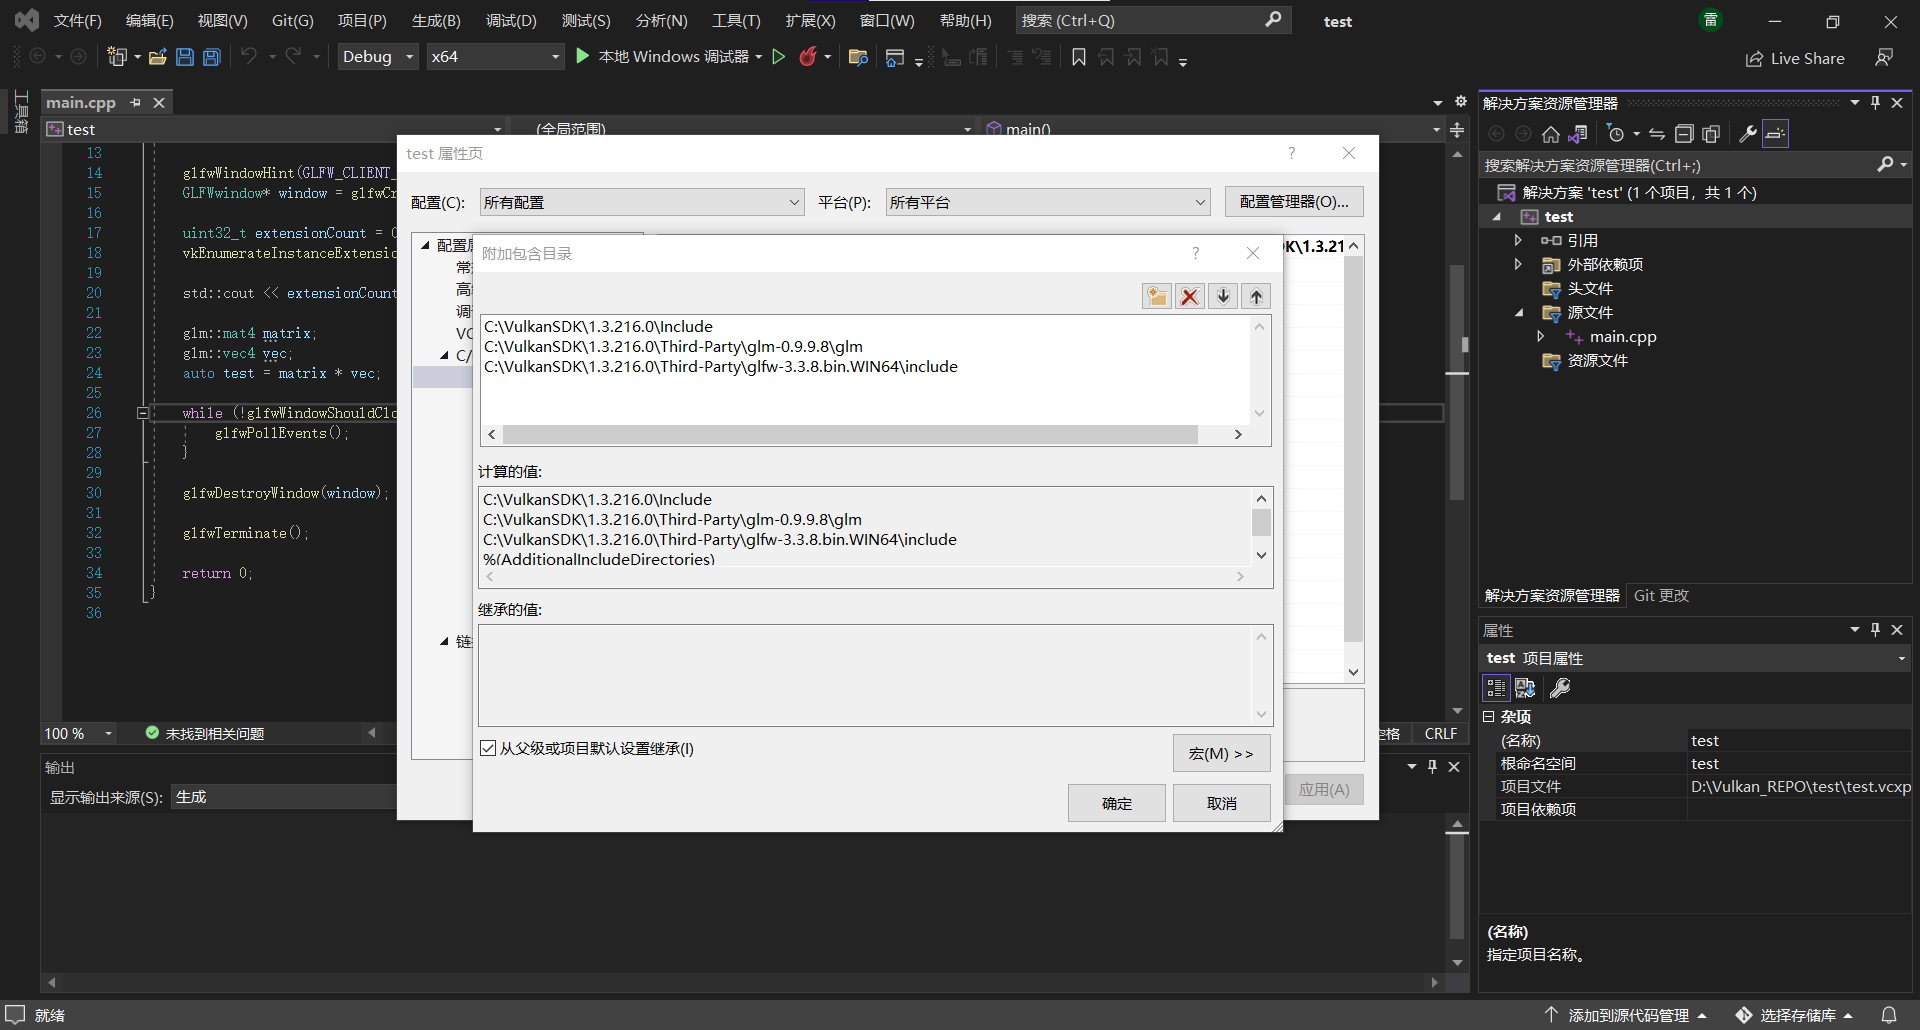 文件(F) 编辑(E) 视图(V) Git(G) 项目(P) 生成(B) 调试(D) 测试(S) 分析(N) 工具(T) 扩展(X) 窗口(W) 帮助(H) 搜索 (Ctrl+Q) test 雷
Debug x64 本地 Windows 调试器 Live Share
工具箱
main.cpp
test (全局范围) main()
13
14 glfwWindowHint(GLFW_CLIENT_
15 GLFWwindow* window = glfwCr
16
17 uint32_t extensionCount = 0
18 vkEnumerateInstanceExtensio
19
20 std::cout << extensionCount
21
22 glm::mat4 matrix;
23 glm::vec4 vec;
24 auto test = matrix * vec;
25
26 while (!glfwWindowShouldClo
27 glfwPollEvents();
28 }
29
30 glfwDestroyWindow(window);
31
32 glfwTerminate();
33
34 return 0;
35 }
36
100 % 未找到相关问题
空格 CRLF
输出
显示输出来源(S): 生成
test 属性页 ?
配置(C): 所有配置 平台(P): 所有平台 配置管理器(O)...
配置
常
高
调
VC
C/
链
K\1.3.21
应用(A)
附加包含目录 ?
C:\VulkanSDK\1.3.216.0\Include
C:\VulkanSDK\1.3.216.0\Third-Party\glm-0.9.9.8\glm
C:\VulkanSDK\1.3.216.0\Third-Party\glfw-3.3.8.bin.WIN64\include
计算的值:
C:\VulkanSDK\1.3.216.0\Include
C:\VulkanSDK\1.3.216.0\Third-Party\glm-0.9.9.8\glm
C:\VulkanSDK\1.3.216.0\Third-Party\glfw-3.3.8.bin.WIN64\include
%(AdditionalIncludeDirectories)
继承的值:
从父级或项目默认设置继承(I)
宏(M) >>
确定 取消
解决方案资源管理器
搜索解决方案资源管理器(Ctrl+;)
解决方案 'test' (1 个项目，共 1 个)
test
引用
外部依赖项
头文件
源文件
main.cpp
资源文件
解决方案资源管理器 Git 更改
属性
test 项目属性
杂项
(名称) test
根命名空间 test
项目文件 D:\Vulkan_REPO\test\test.vcxp
项目依赖项
(名称)
指定项目名称。
就绪 添加到源代码管理 选择存储库